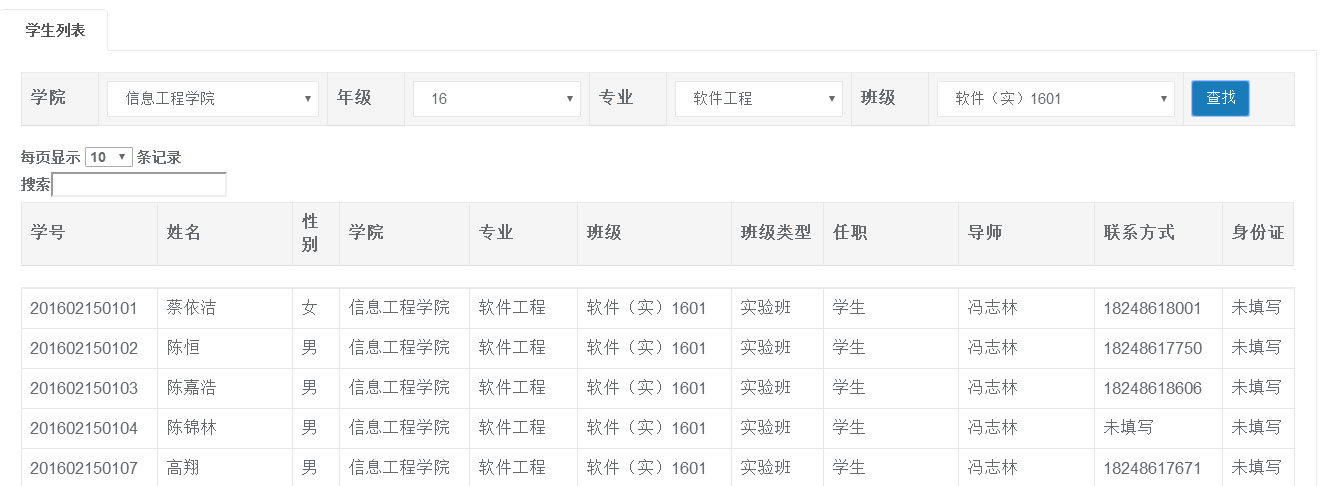 学生列表
学院 信息工程学院 年级 16 专业 软件工程 班级 软件（实）1601 查找
每页显示 10 条记录
搜索
学号 姓名 性别 学院 专业 班级 班级类型 任职 导师 联系方式 身份证
201602150101 蔡依洁 女 信息工程学院 软件工程 软件（实）1601 实验班 学生 冯志林 18248618001 未填写
201602150102 陈恒 男 信息工程学院 软件工程 软件（实）1601 实验班 学生 冯志林 18248617750 未填写
201602150103 陈嘉浩 男 信息工程学院 软件工程 软件（实）1601 实验班 学生 冯志林 18248618606 未填写
201602150104 陈锦林 男 信息工程学院 软件工程 软件（实）1601 实验班 学生 冯志林 未填写 未填写
201602150107 高翔 男 信息工程学院 软件工程 软件（实）1601 实验班 学生 冯志林 18248617671 未填写